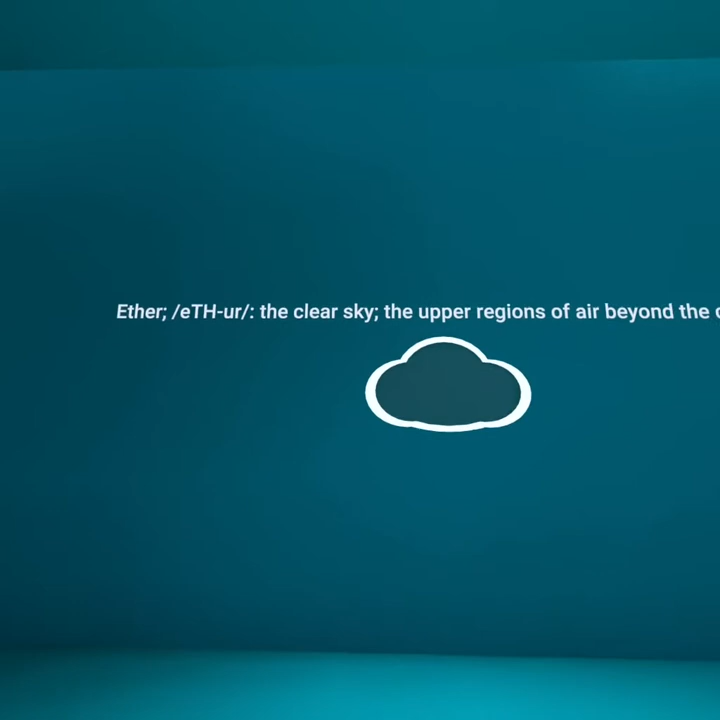 Ether; /eTH-ur/: the clear sky; the upper regions of air beyond the